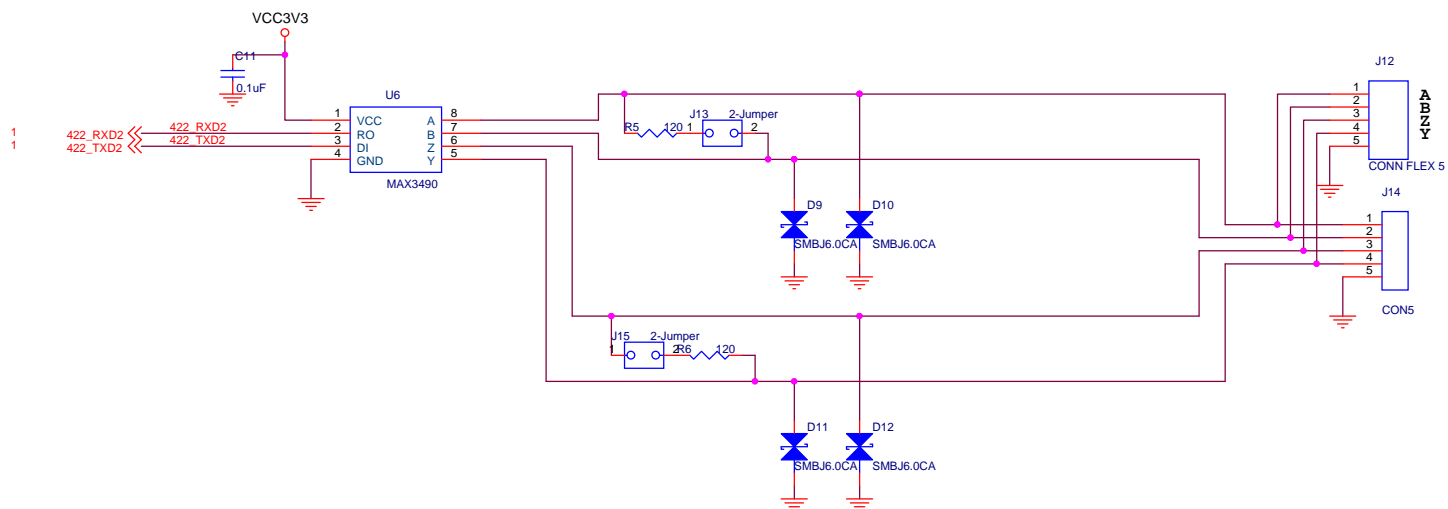 VCC3V3
C11
0.1uF
U6
1 VCC A 8
2 RO B 7
3 DI Z 6
4 GND Y 5
MAX3490
1 422_RXD2 422_RXD2
1 422_TXD2 422_TXD2
J13 2-Jumper
R5 120 1 2
D9 D10
SMBJ6.0CA SMBJ6.0CA
J15 2-Jumper
1 2 R6 120
D11 D12
SMBJ6.0CA SMBJ6.0CA
J12
1 A
2 B
3 Z
4 Y
5
CONN FLEX 5
J14
1
2
3
4
5
CON5